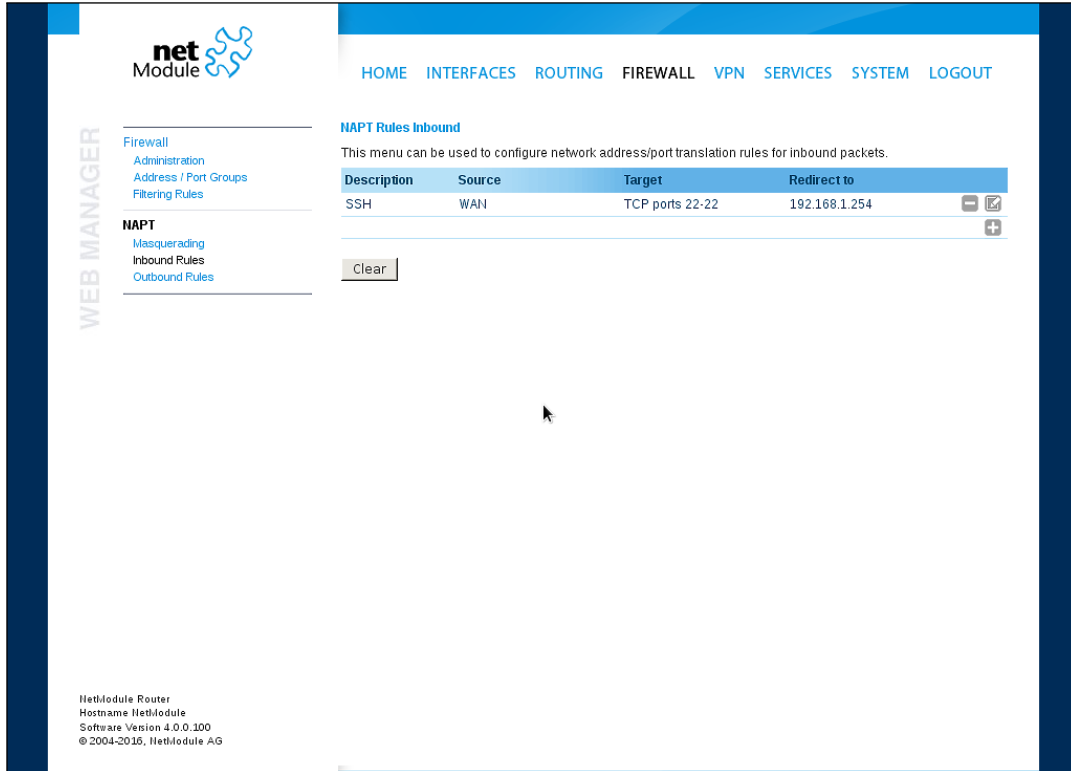 net
Module
HOME INTERFACES ROUTING FIREWALL VPN SERVICES SYSTEM LOGOUT
WEB MANAGER
Firewall
Administration
Address / Port Groups
Filtering Rules
NAPT
Masquerading
Inbound Rules
Outbound Rules
NAPT Rules Inbound
This menu can be used to configure network address/port translation rules for inbound packets.
Description Source Target Redirect to
SSH WAN TCP ports 22-22 192.168.1.254
Clear
NetModule Router
Hostname NetModule
Software Version 4.0.0.100
© 2004-2016, NetModule AG